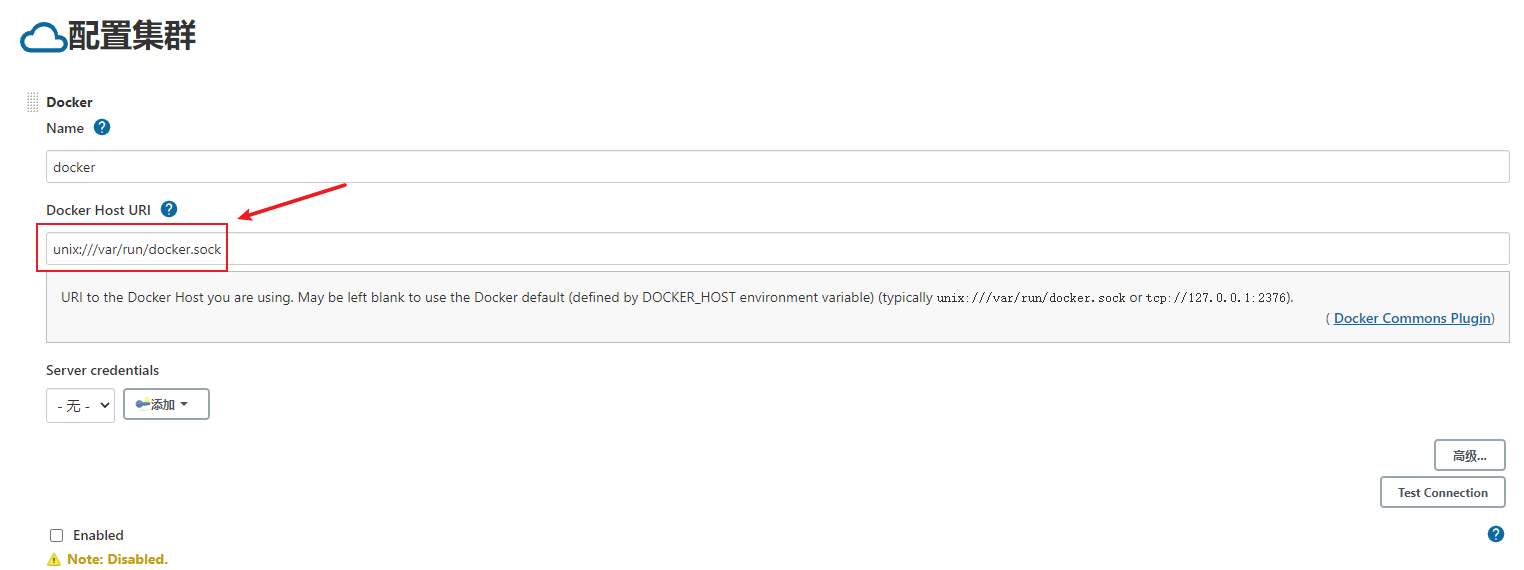 配置集群
Docker
Name ?
docker
Docker Host URI ?
unix:///var/run/docker.sock
URI to the Docker Host you are using. May be left blank to use the Docker default (defined by DOCKER_HOST environment variable) (typically unix:///var/run/docker.sock or tcp://127.0.0.1:2376).
( Docker Commons Plugin)
Server credentials
- 无 - 添加
高级...
Test Connection
Enabled ?
Note: Disabled.